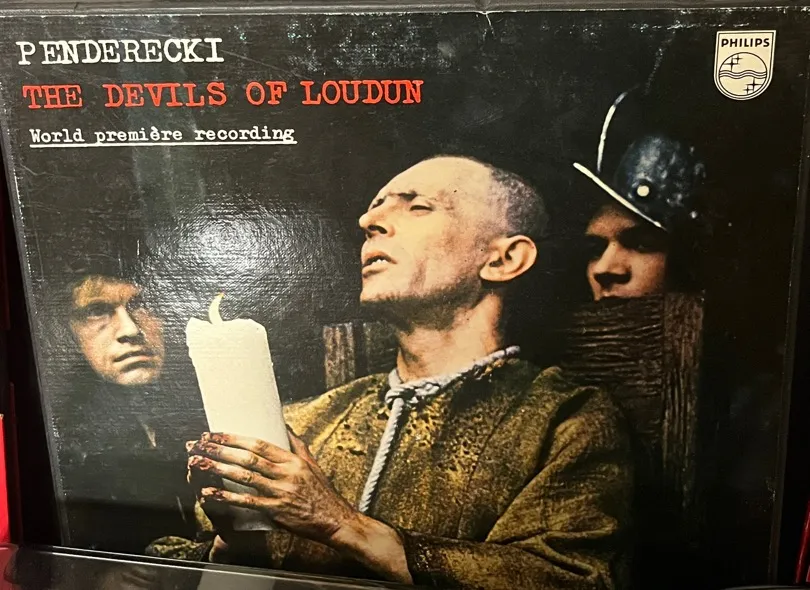 PENDERECKI
THE DEVILS OF LOUDUN
World première recording
PHILIPS